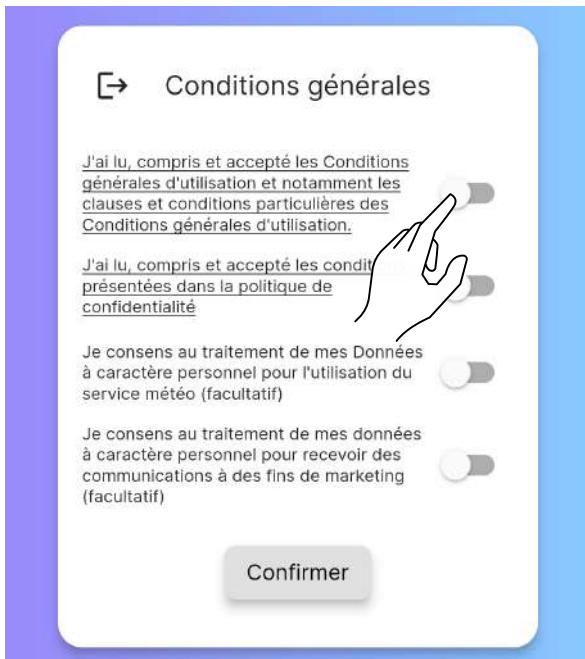 Conditions générales
J'ai lu, compris et accepté les Conditions
générales d'utilisation et notamment les
clauses et conditions particulières des
Conditions générales d'utilisation.
J'ai lu, compris et accepté les condit
présentées dans la politique de
confidentialité
Je consens au traitement de mes Données
à caractère personnel pour l'utilisation du
service météo (facultatif)
Je consens au traitement de mes données
à caractère personnel pour recevoir des
communications à des fins de marketing
(facultatif)
Confirmer